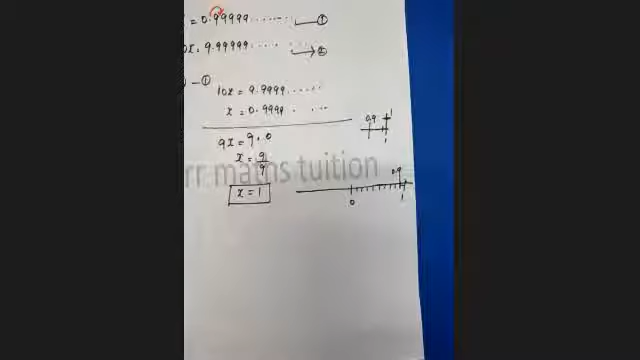 = 0.99999....... ①
0x = 9.99999....... ②
- ①
10x = 9.9999......
x = 0.9999.....
9x = 9.0
x = 9/9
x = 1
rr maths tuition
0.9 1
1
0.9
0 1